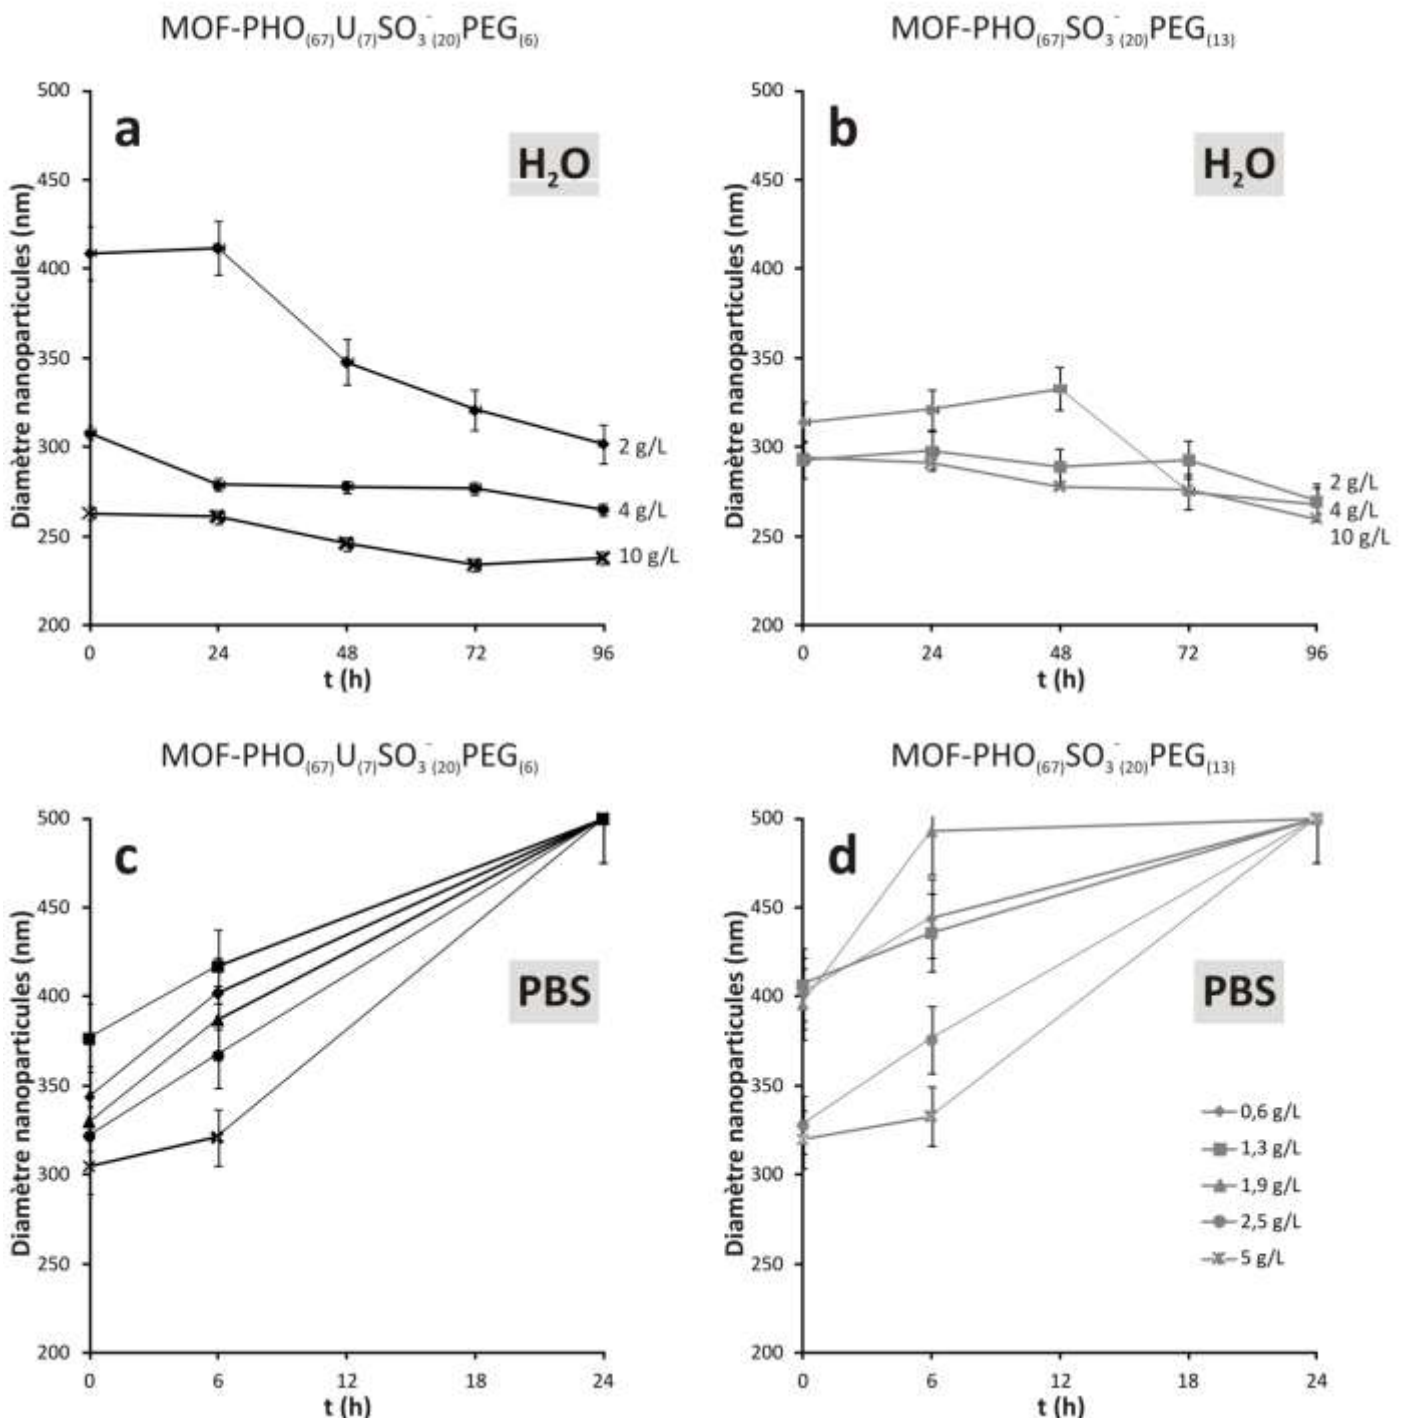 MOF-PHO(67)U(7)SO3-(20)PEG(6)
500
450
400
350
300
250
200
Diamètre nanoparticules (nm)
a
H2O
2 g/L
4 g/L
10 g/L
0 24 48 72 96
t (h)
MOF-PHO(67)SO3-(20)PEG(13)
500
450
400
350
300
250
200
Diamètre nanoparticules (nm)
b
H2O
2 g/L
4 g/L
10 g/L
0 24 48 72 96
t (h)
MOF-PHO(67)U(7)SO3-(20)PEG(6)
500
450
400
350
300
250
200
Diamètre nanoparticules (nm)
c
PBS
0 6 12 18 24
t (h)
MOF-PHO(67)SO3-(20)PEG(13)
500
450
400
350
300
250
200
Diamètre nanoparticules (nm)
d
PBS
0,6 g/L
1,3 g/L
1,9 g/L
2,5 g/L
5 g/L
0 6 12 18 24
t (h)